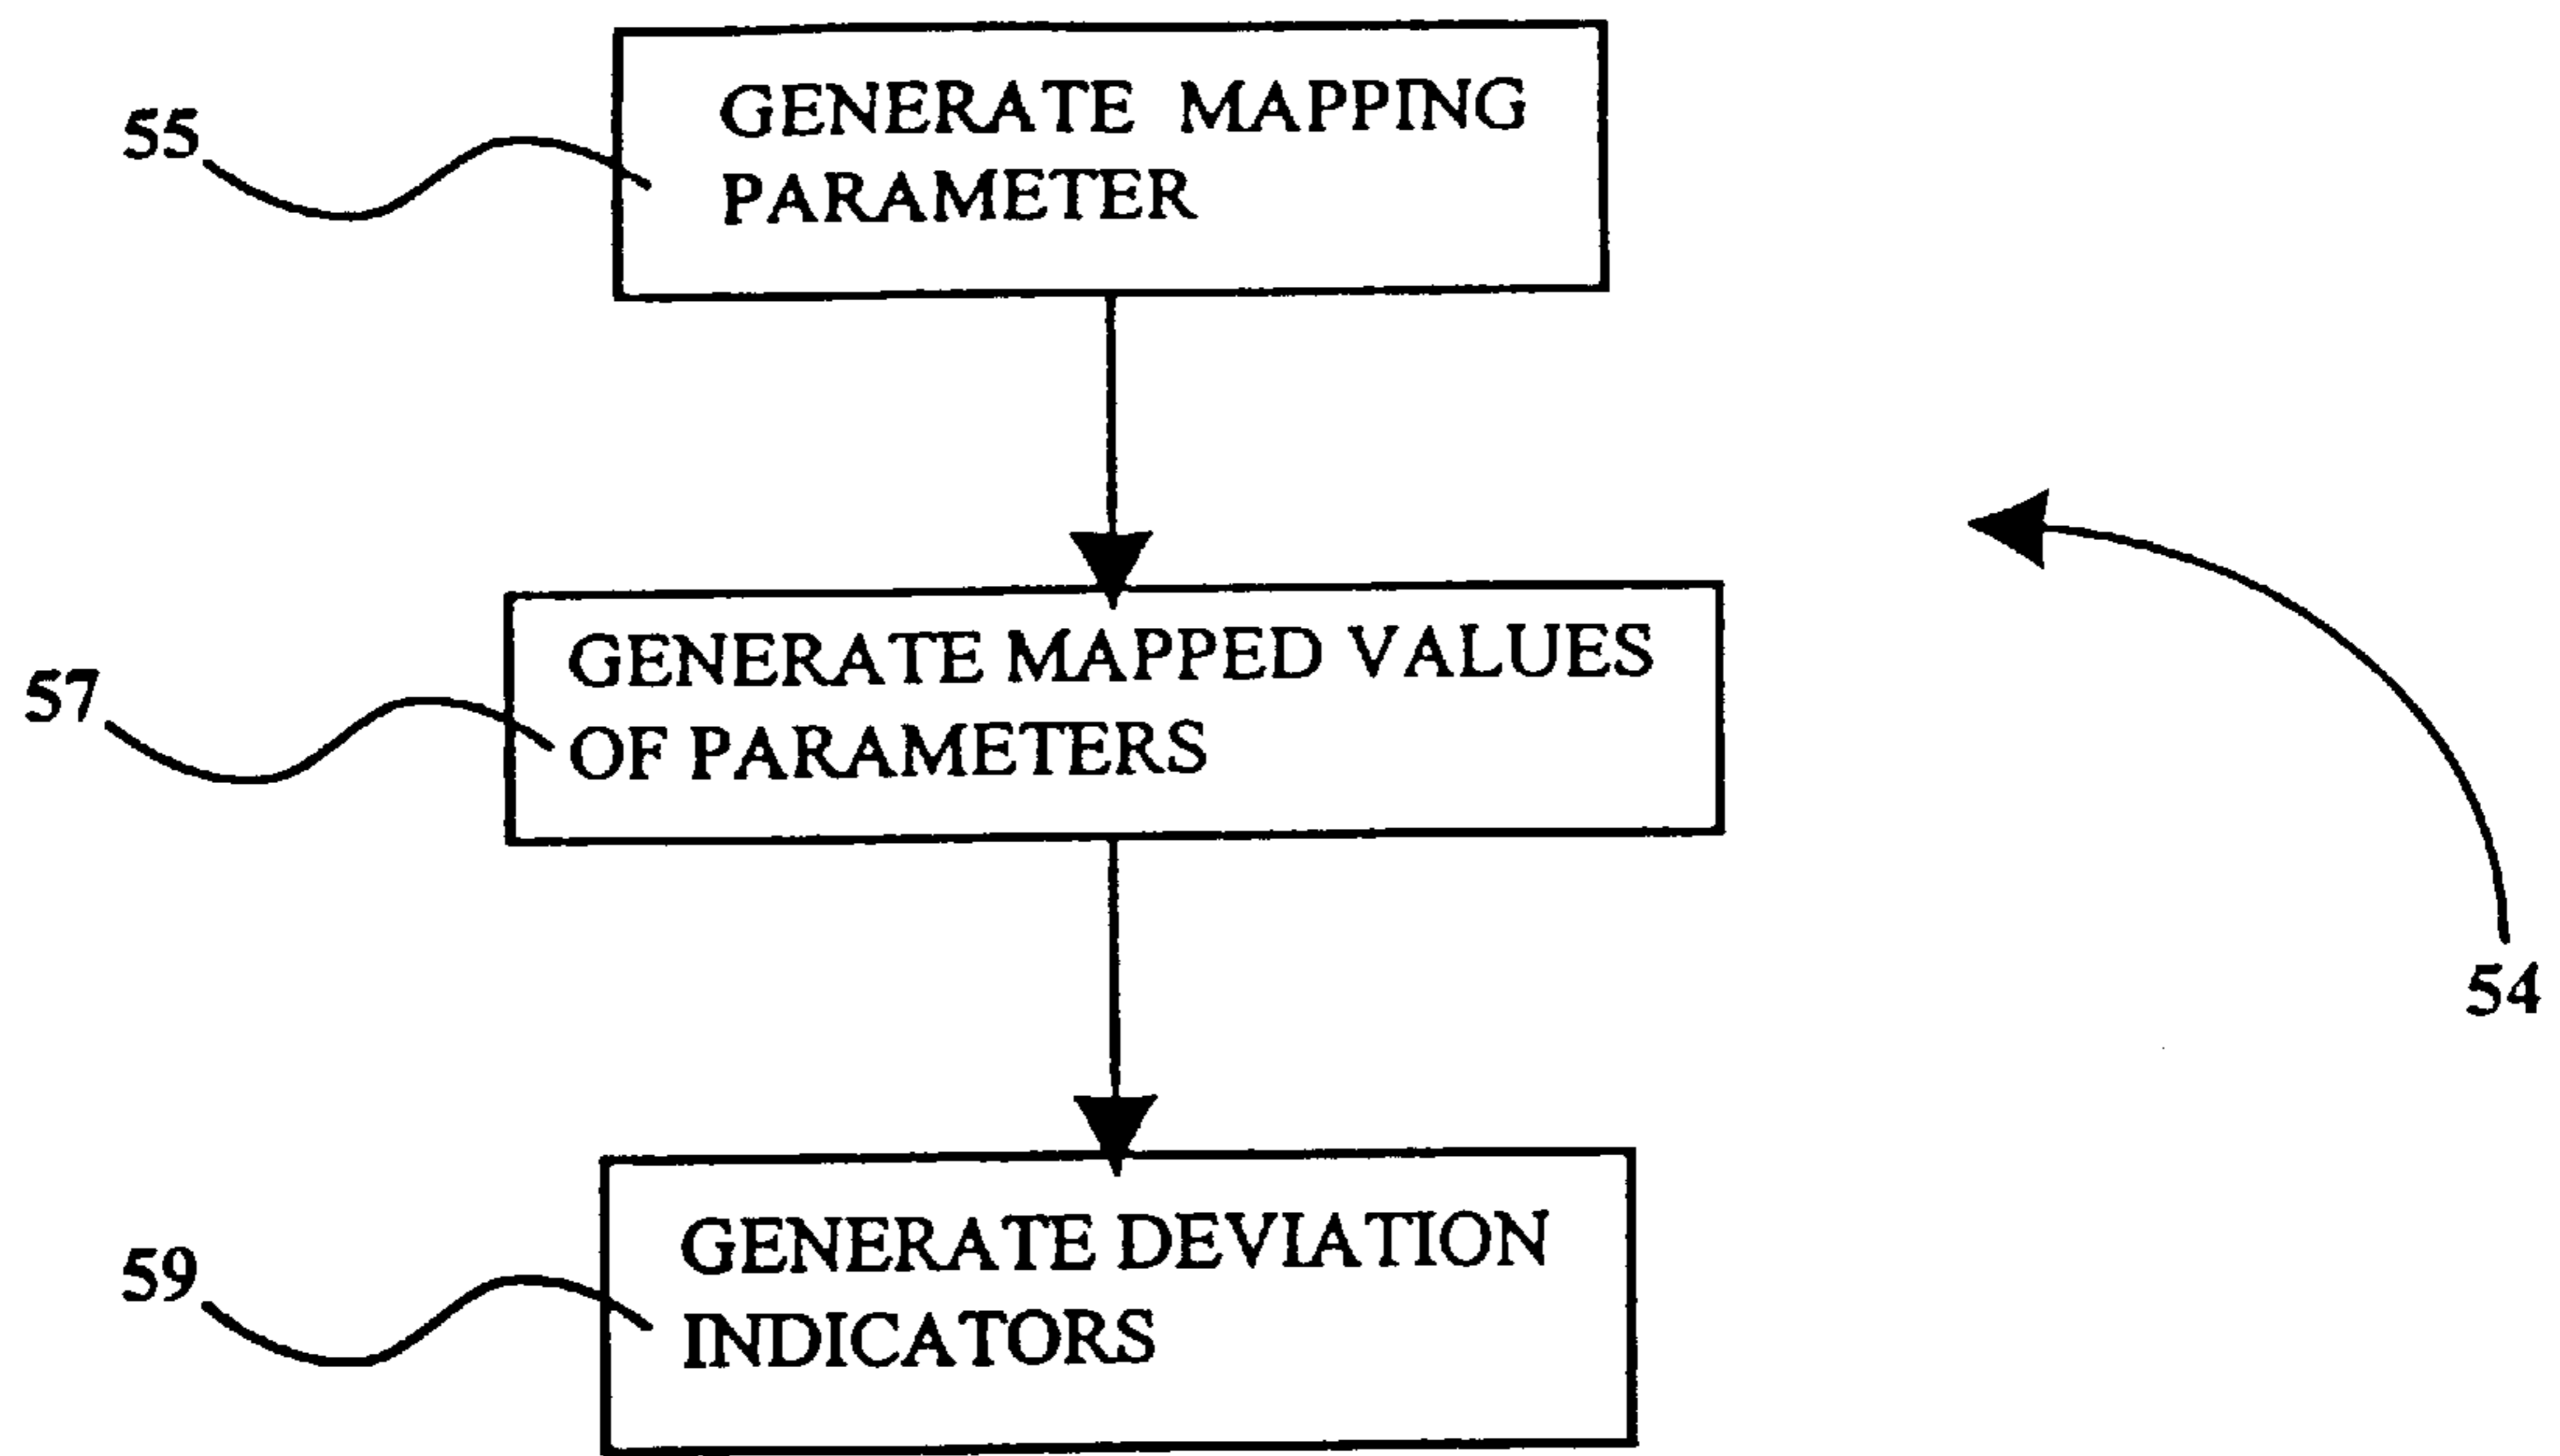 55
GENERATE MAPPING
PARAMETER
57
GENERATE MAPPED VALUES
OF PARAMETERS
54
59
GENERATE DEVIATION
INDICATORS